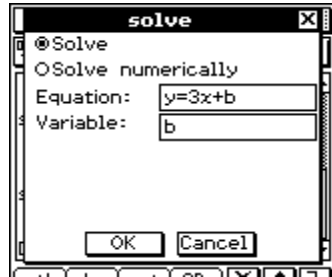 solve
Solve
Solve numerically
Equation: y=3x+b
Variable: b
OK Cancel